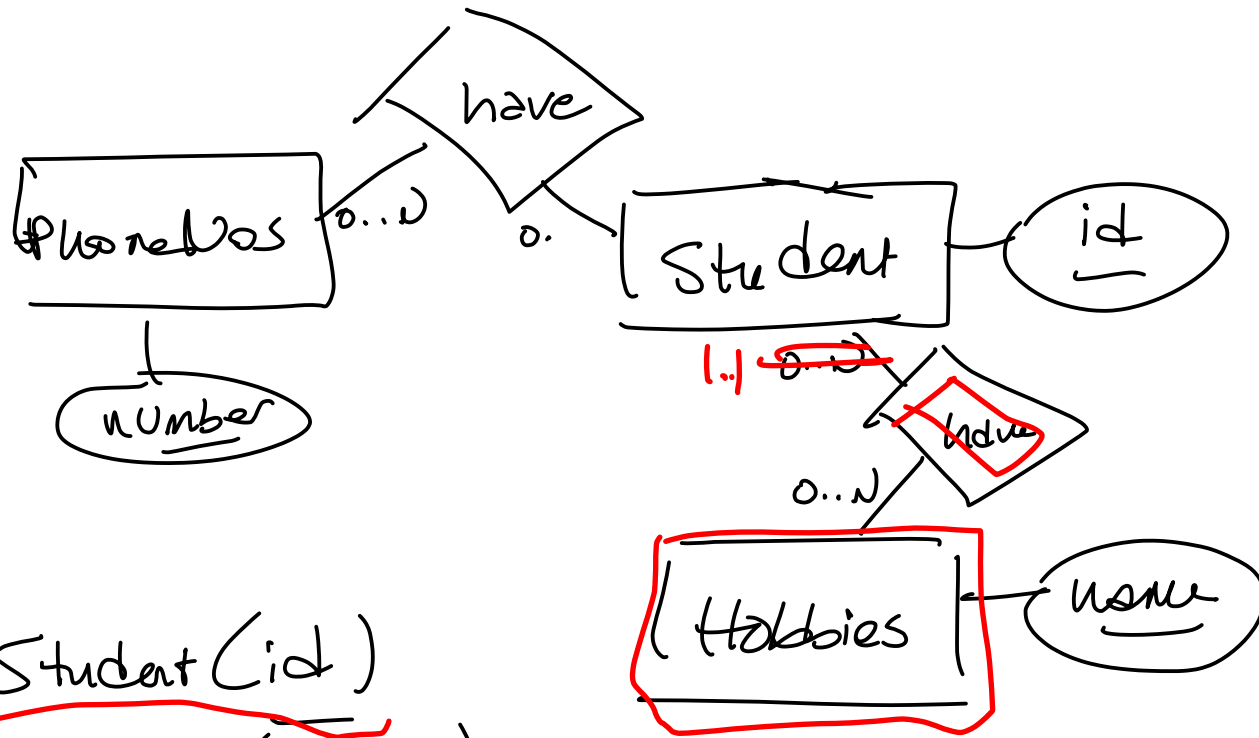 have
PhoneNos
0...N
0.
Student
id
number
1..1
0..N
have
0..N
Hobbies
name
Student (id)